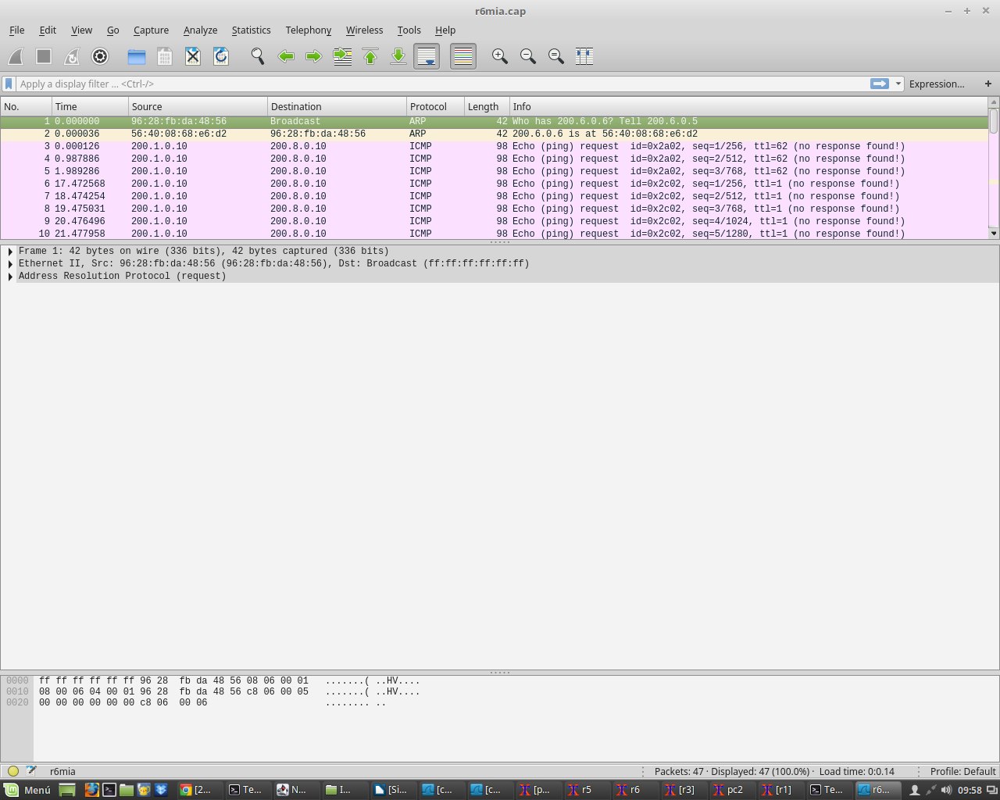 r6mia.cap
File Edit View Go Capture Analyze Statistics Telephony Wireless Tools Help
Apply a display filter ... <Ctrl-/> Expression... +
No. Time Source Destination Protocol Length Info
1 0.000000 96:28:fb:da:48:56 Broadcast ARP 42 Who has 200.6.0.6? Tell 200.6.0.5
2 0.000036 56:40:08:68:e6:d2 96:28:fb:da:48:56 ARP 42 200.6.0.6 is at 56:40:08:68:e6:d2
3 0.000126 200.1.0.10 200.8.0.10 ICMP 98 Echo (ping) request id=0x2a02, seq=1/256, ttl=62 (no response found!)
4 0.987886 200.1.0.10 200.8.0.10 ICMP 98 Echo (ping) request id=0x2a02, seq=2/512, ttl=62 (no response found!)
5 1.989286 200.1.0.10 200.8.0.10 ICMP 98 Echo (ping) request id=0x2a02, seq=3/768, ttl=62 (no response found!)
6 17.472568 200.1.0.10 200.8.0.10 ICMP 98 Echo (ping) request id=0x2c02, seq=1/256, ttl=1 (no response found!)
7 18.474254 200.1.0.10 200.8.0.10 ICMP 98 Echo (ping) request id=0x2c02, seq=2/512, ttl=1 (no response found!)
8 19.475031 200.1.0.10 200.8.0.10 ICMP 98 Echo (ping) request id=0x2c02, seq=3/768, ttl=1 (no response found!)
9 20.476496 200.1.0.10 200.8.0.10 ICMP 98 Echo (ping) request id=0x2c02, seq=4/1024, ttl=1 (no response found!)
10 21.477958 200.1.0.10 200.8.0.10 ICMP 98 Echo (ping) request id=0x2c02, seq=5/1280, ttl=1 (no response found!)
Frame 1: 42 bytes on wire (336 bits), 42 bytes captured (336 bits)
Ethernet II, Src: 96:28:fb:da:48:56 (96:28:fb:da:48:56), Dst: Broadcast (ff:ff:ff:ff:ff:ff)
Address Resolution Protocol (request)
0000 ff ff ff ff ff ff 96 28 fb da 48 56 08 06 00 01 .......( ..HV....
0010 08 00 06 04 00 01 96 28 fb da 48 56 c8 06 00 05 .......( ..HV....
0020 00 00 00 00 00 00 c8 06 00 06 ........ ..
r6mia Packets: 47 · Displayed: 47 (100.0%) · Load time: 0:0.14 Profile: Default
Menú [2... Te... N... I... [Si... [c... [c... [p... r5 r6 [r3] pc2 [r1] Te... r6... 09:58